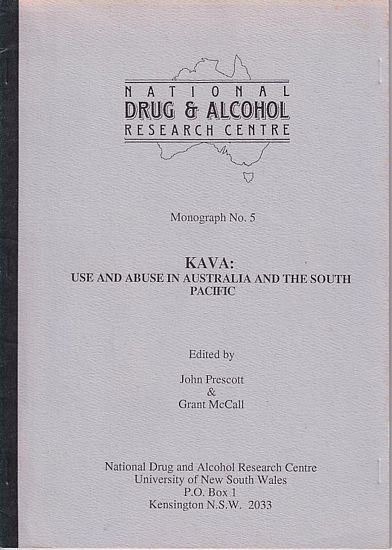 NATIONAL
DRUG & ALCOHOL
RESEARCH CENTRE
Monograph No. 5
KAVA:
USE AND ABUSE IN AUSTRALIA AND THE SOUTH
PACIFIC
Edited by
John Prescott
&
Grant McCall
National Drug and Alcohol Research Centre
University of New South Wales
P.O. Box 1
Kensington N.S.W. 2033